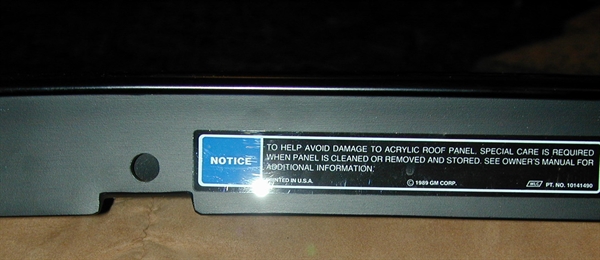 NOTICE
TO HELP AVOID DAMAGE TO ACRYLIC ROOF PANEL. SPECIAL CARE IS REQUIRED
WHEN PANEL IS CLEANED OR REMOVED AND STORED. SEE OWNER'S MANUAL FOR
ADDITIONAL INFORMATION.
PRINTED IN U.S.A. © 1989 GM CORP. PT. NO. 10141490